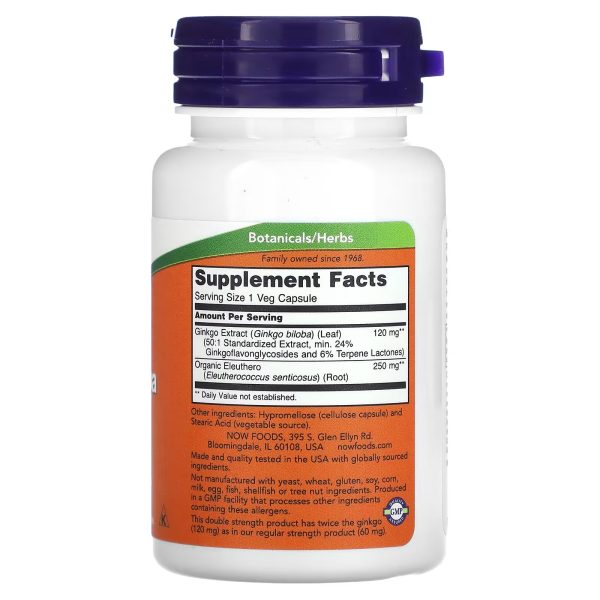 Botanicals/Herbs
Family owned since 1968.
Supplement Facts
Serving Size 1 Veg Capsule
Amount Per Serving
Ginkgo Extract (Ginkgo biloba) (Leaf) 120 mg**
(50:1 Standardized Extract, min. 24%
Ginkgoflavonglycosides and 6% Terpene Lactones)
Organic Eleuthero 250 mg**
(Eleutherococcus senticosus) (Root)
** Daily Value not established.
Other ingredients: Hypromellose (cellulose capsule) and
Stearic Acid (vegetable source).
NOW FOODS, 395 S. Glen Ellyn Rd.
Bloomingdale, IL 60108, USA nowfoods.com
Made and quality tested in the USA with globally sourced
ingredients.
Not manufactured with yeast, wheat, gluten, soy, corn,
milk, egg, fish, shellfish or tree nut ingredients. Produced
in a GMP facility that processes other ingredients
containing these allergens.
This double strength product has twice the ginkgo
(120 mg) as in our regular strength product (60 mg).
GMP
a
K